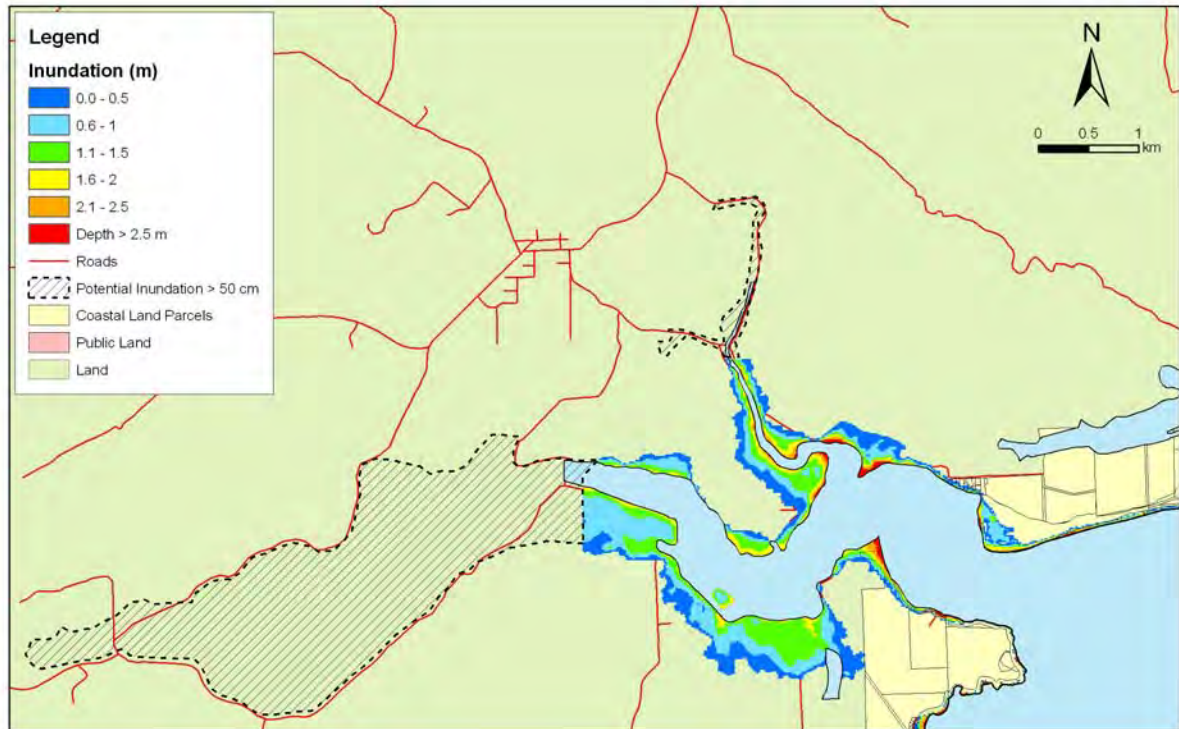 Legend
Inundation (m)
0.0 - 0.5
0.6 - 1
1.1 - 1.5
1.6 - 2
2.1 - 2.5
Depth > 2.5 m
Roads
Potential Inundation > 50 cm
Coastal Land Parcels
Public Land
Land
N
0 0.5 1
km